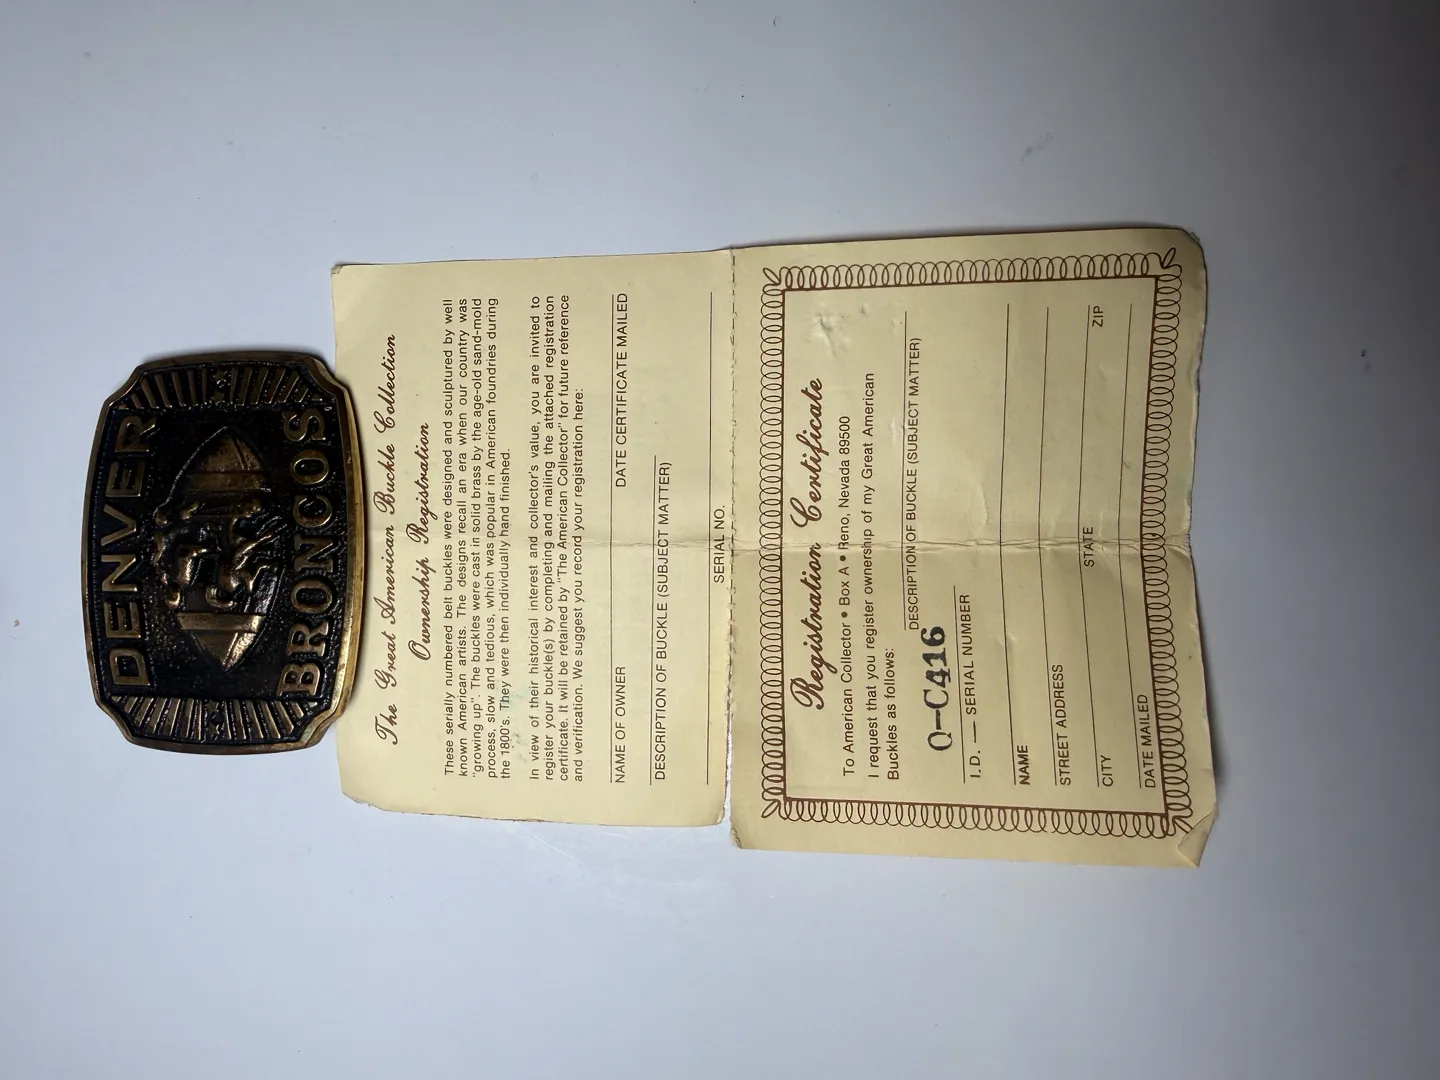 DENVER
BRONCOS
The Great American Buckle Collection
Ownership Registration
These serially numbered belt buckles were designed and sculptured by well
known American artists. The designs recall an era when our country was
"growing up". The buckles were cast in solid brass by the age-old sand-mold
process, slow and tedious, which was popular in American foundries during
the 1800's. They were then individually hand finished.
In view of their historical interest and collector's value, you are invited to
register your buckle(s) by completing and mailing the attached registration
certificate. It will be retained by "The American Collector" for future reference
and verification. We suggest you record your registration here:
NAME OF OWNER DATE CERTIFICATE MAILED
DESCRIPTION OF BUCKLE (SUBJECT MATTER)
SERIAL NO.
Registration Certificate
To American Collector • Box A • Reno, Nevada 89500
I request that you register ownership of my Great American
Buckles as follows:
DESCRIPTION OF BUCKLE (SUBJECT MATTER)
Q-C416
I.D. — SERIAL NUMBER
NAME
STREET ADDRESS
CITY STATE ZIP
DATE MAILED